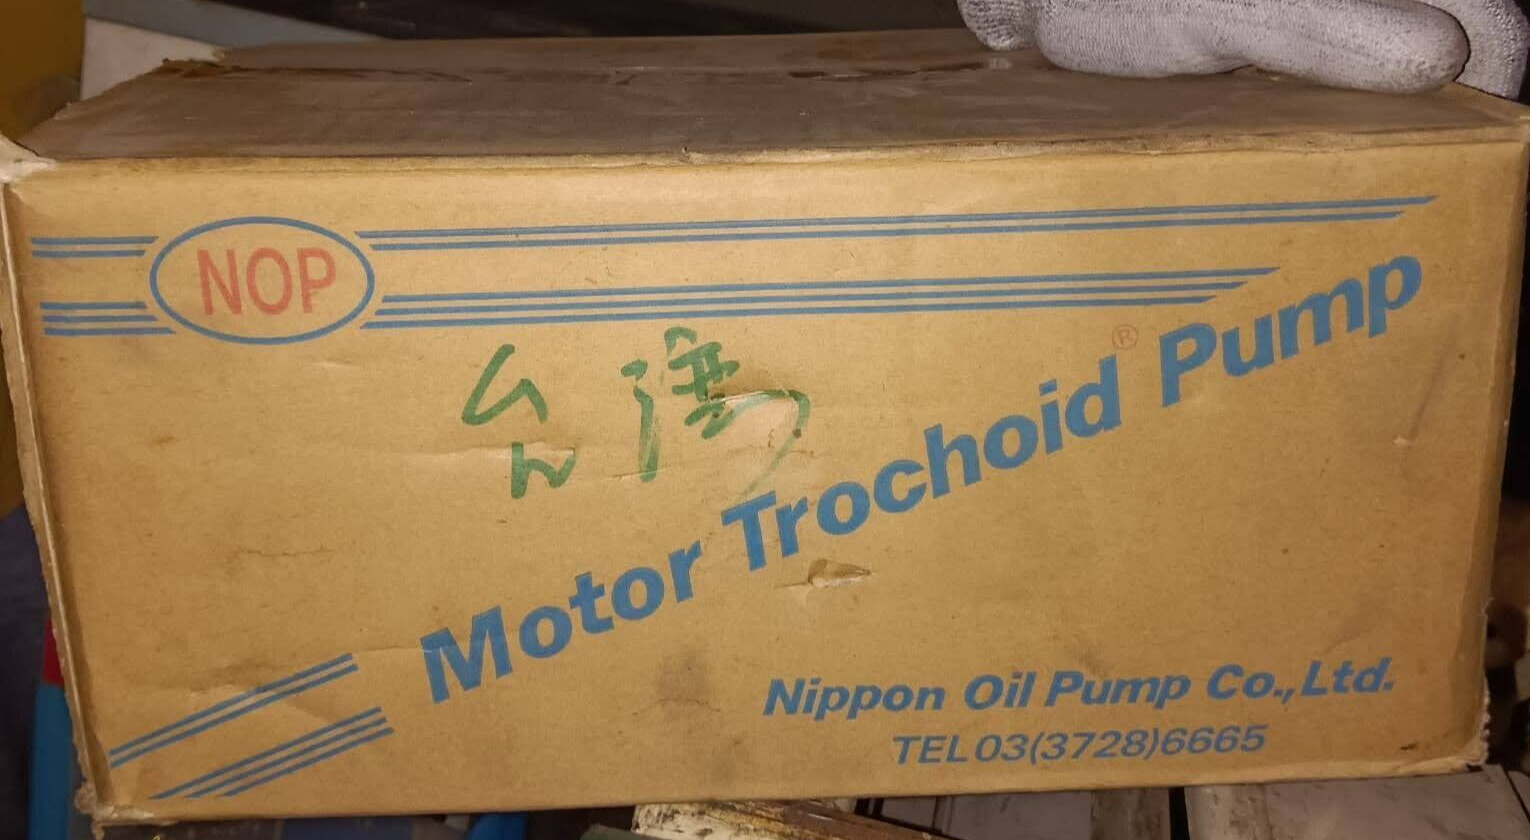 NOP
台湾
Motor Trochoid® Pump
Nippon Oil Pump Co.,Ltd.
TEL 03(3728)6665